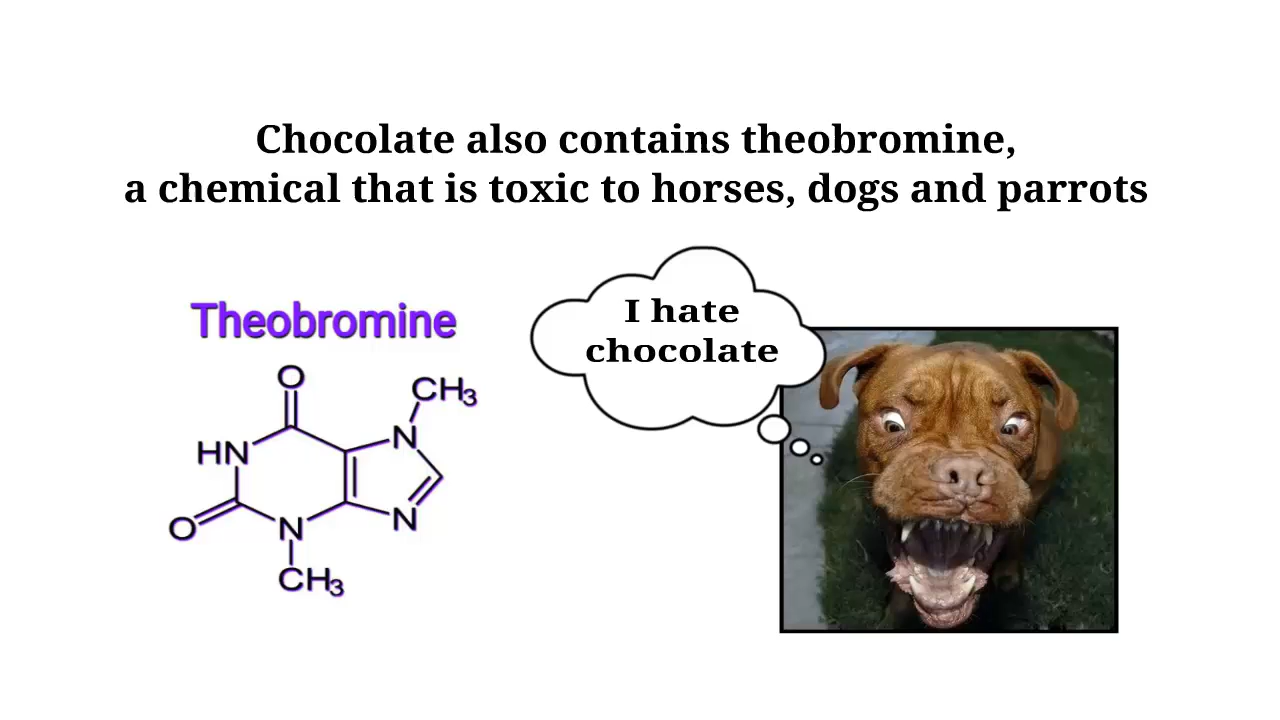 Chocolate also contains theobromine,
a chemical that is toxic to horses, dogs and parrots
Theobromine
I hate
chocolate
O
CH3
HN
N
O
N
N
CH3